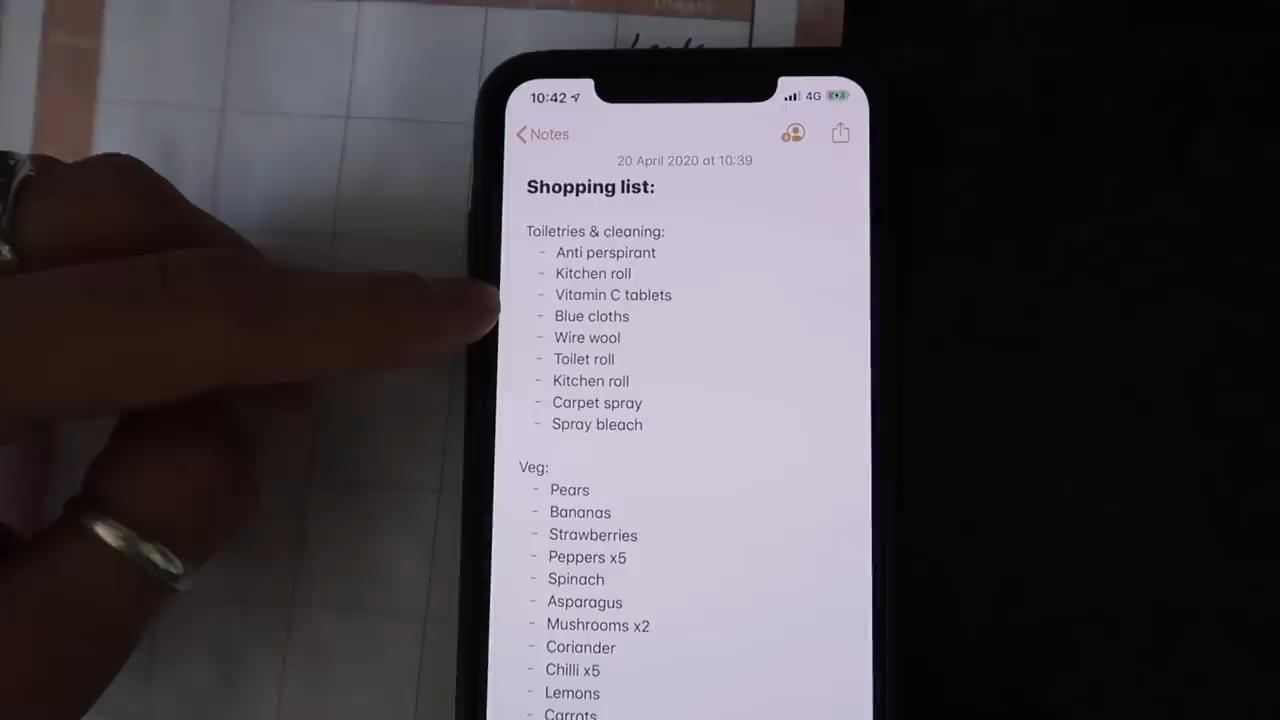 10:42
4G
Notes
20 April 2020 at 10:39
Shopping list:
Toiletries & cleaning:
- Anti perspirant
- Kitchen roll
- Vitamin C tablets
- Blue cloths
- Wire wool
- Toilet roll
- Kitchen roll
- Carpet spray
- Spray bleach
Veg:
- Pears
- Bananas
- Strawberries
- Peppers x5
- Spinach
- Asparagus
- Mushrooms x2
- Coriander
- Chilli x5
- Lemons
Carrots